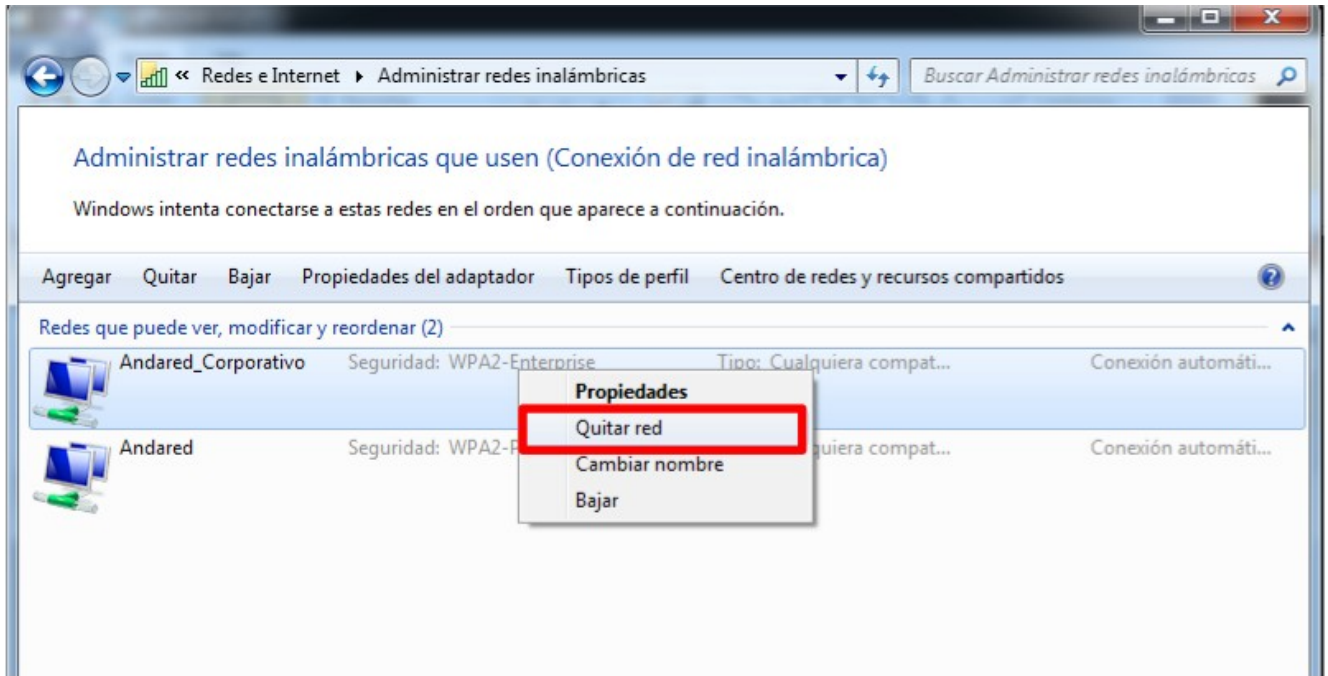 « Redes e Internet Administrar redes inalámbricas Buscar Administrar redes inalámbricas
Administrar redes inalámbricas que usen (Conexión de red inalámbrica)
Windows intenta conectarse a estas redes en el orden que aparece a continuación.
Agregar Quitar Bajar Propiedades del adaptador Tipos de perfil Centro de redes y recursos compartidos
Redes que puede ver, modificar y reordenar (2)
Andared_Corporativo Seguridad: WPA2-Enterprise Tipo: Cualquiera compat... Conexión automáti...
Propiedades
Quitar red
Andared Seguridad: WPA2-P quiera compat... Conexión automáti...
Cambiar nombre
Bajar